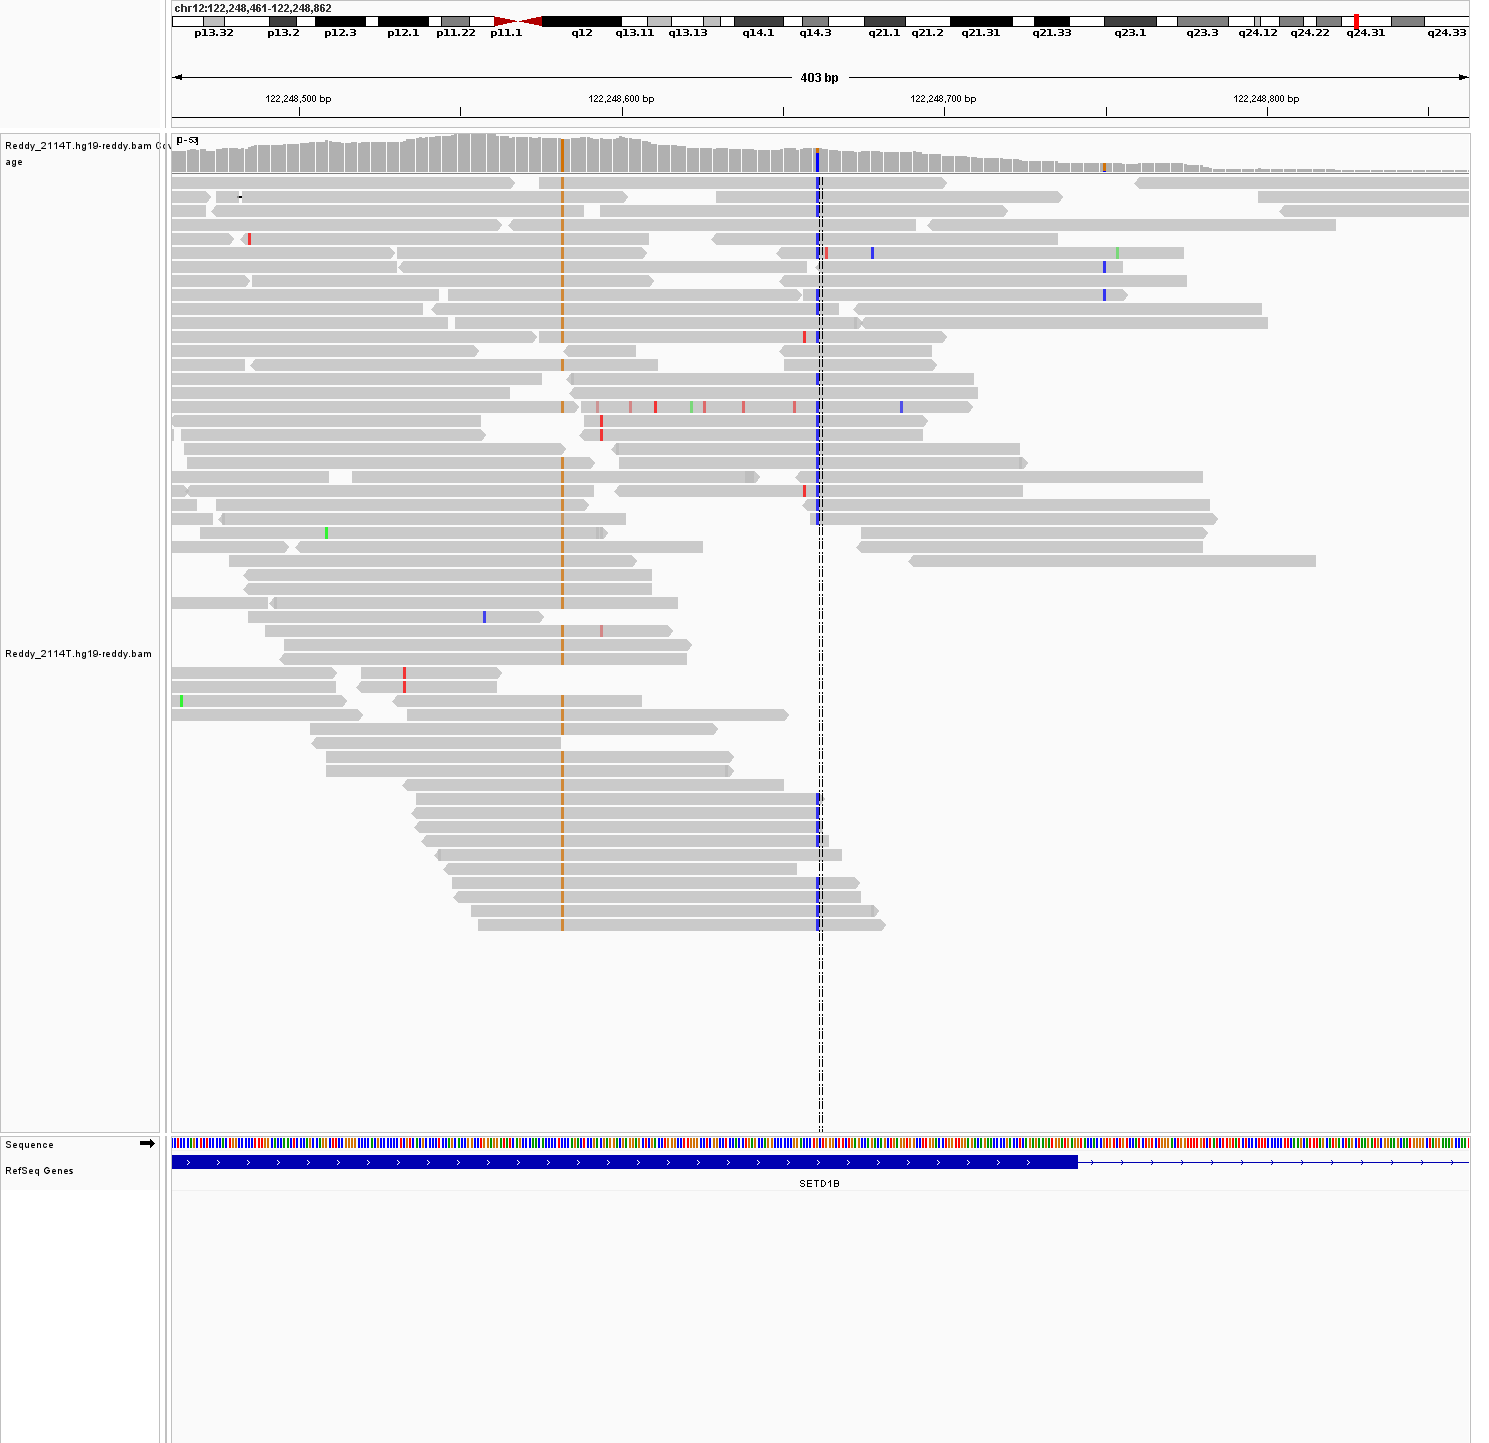 chr12:122,248,461-122,248,862
p13.32 p13.2 p12.3 p12.1 p11.22 p11.1 q12 q13.11 q13.13 q14.1 q14.3 q21.1 q21.2 q21.31 q21.33 q23.1 q23.3 q24.12 q24.22 q24.31 q24.33
403 bp
122,248,500 bp 122,248,600 bp 122,248,700 bp 122,248,800 bp
Reddy_2114T.hg19-reddy.bam Cov
age
[0-53]
Reddy_2114T.hg19-reddy.bam
Sequence
RefSeq Genes
SETD1B